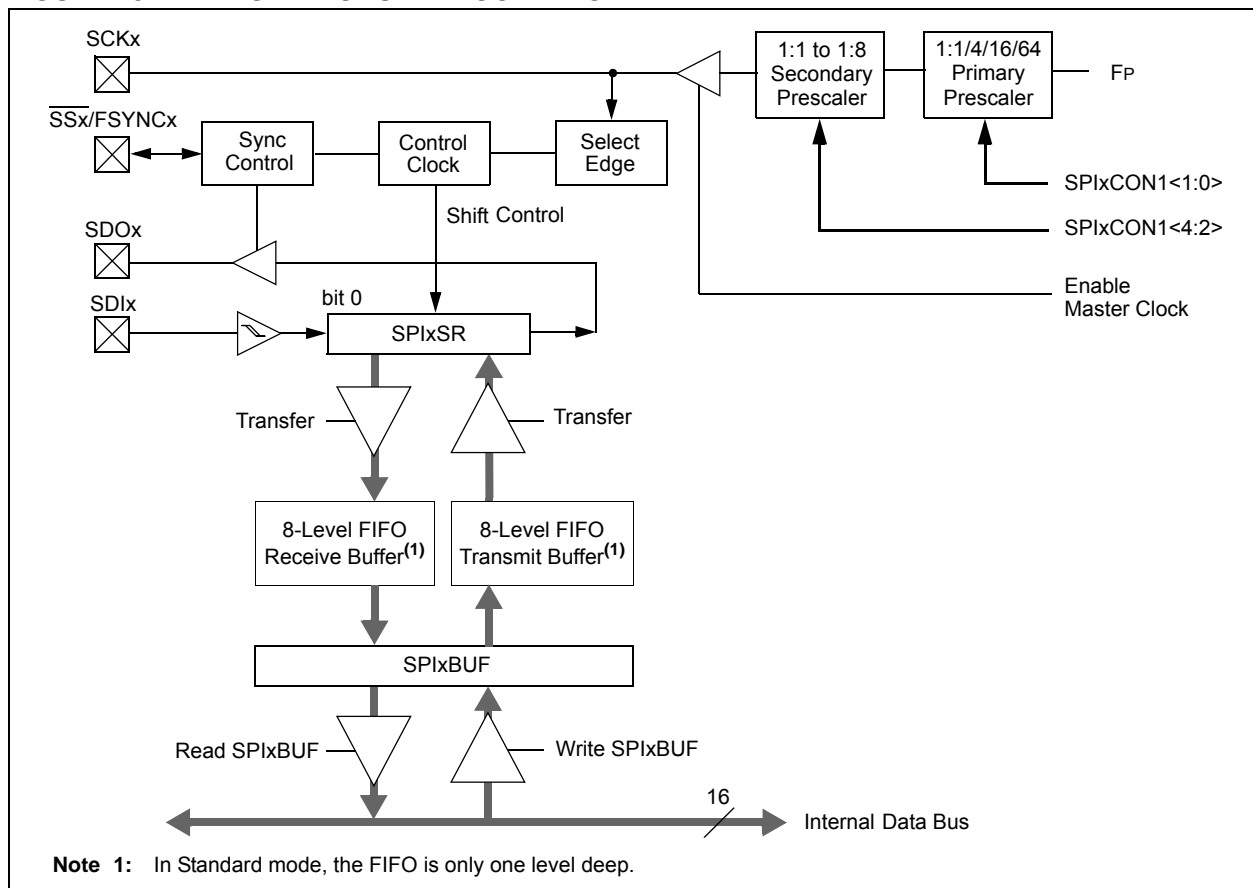 SCKx
1:1 to 1:8
Secondary
Prescaler
1:1/4/16/64
Primary
Prescaler
FP
SSx/FSYNCx
Sync
Control
Control
Clock
Select
Edge
SPIxCON1<1:0>
Shift Control
SPIxCON1<4:2>
SDOx
Enable
Master Clock
SDIx
bit 0
SPIxSR
Transfer
Transfer
8-Level FIFO
Receive Buffer(1)
8-Level FIFO
Transmit Buffer(1)
SPIxBUF
Read SPIxBUF
Write SPIxBUF
16
Internal Data Bus
Note 1: In Standard mode, the FIFO is only one level deep.